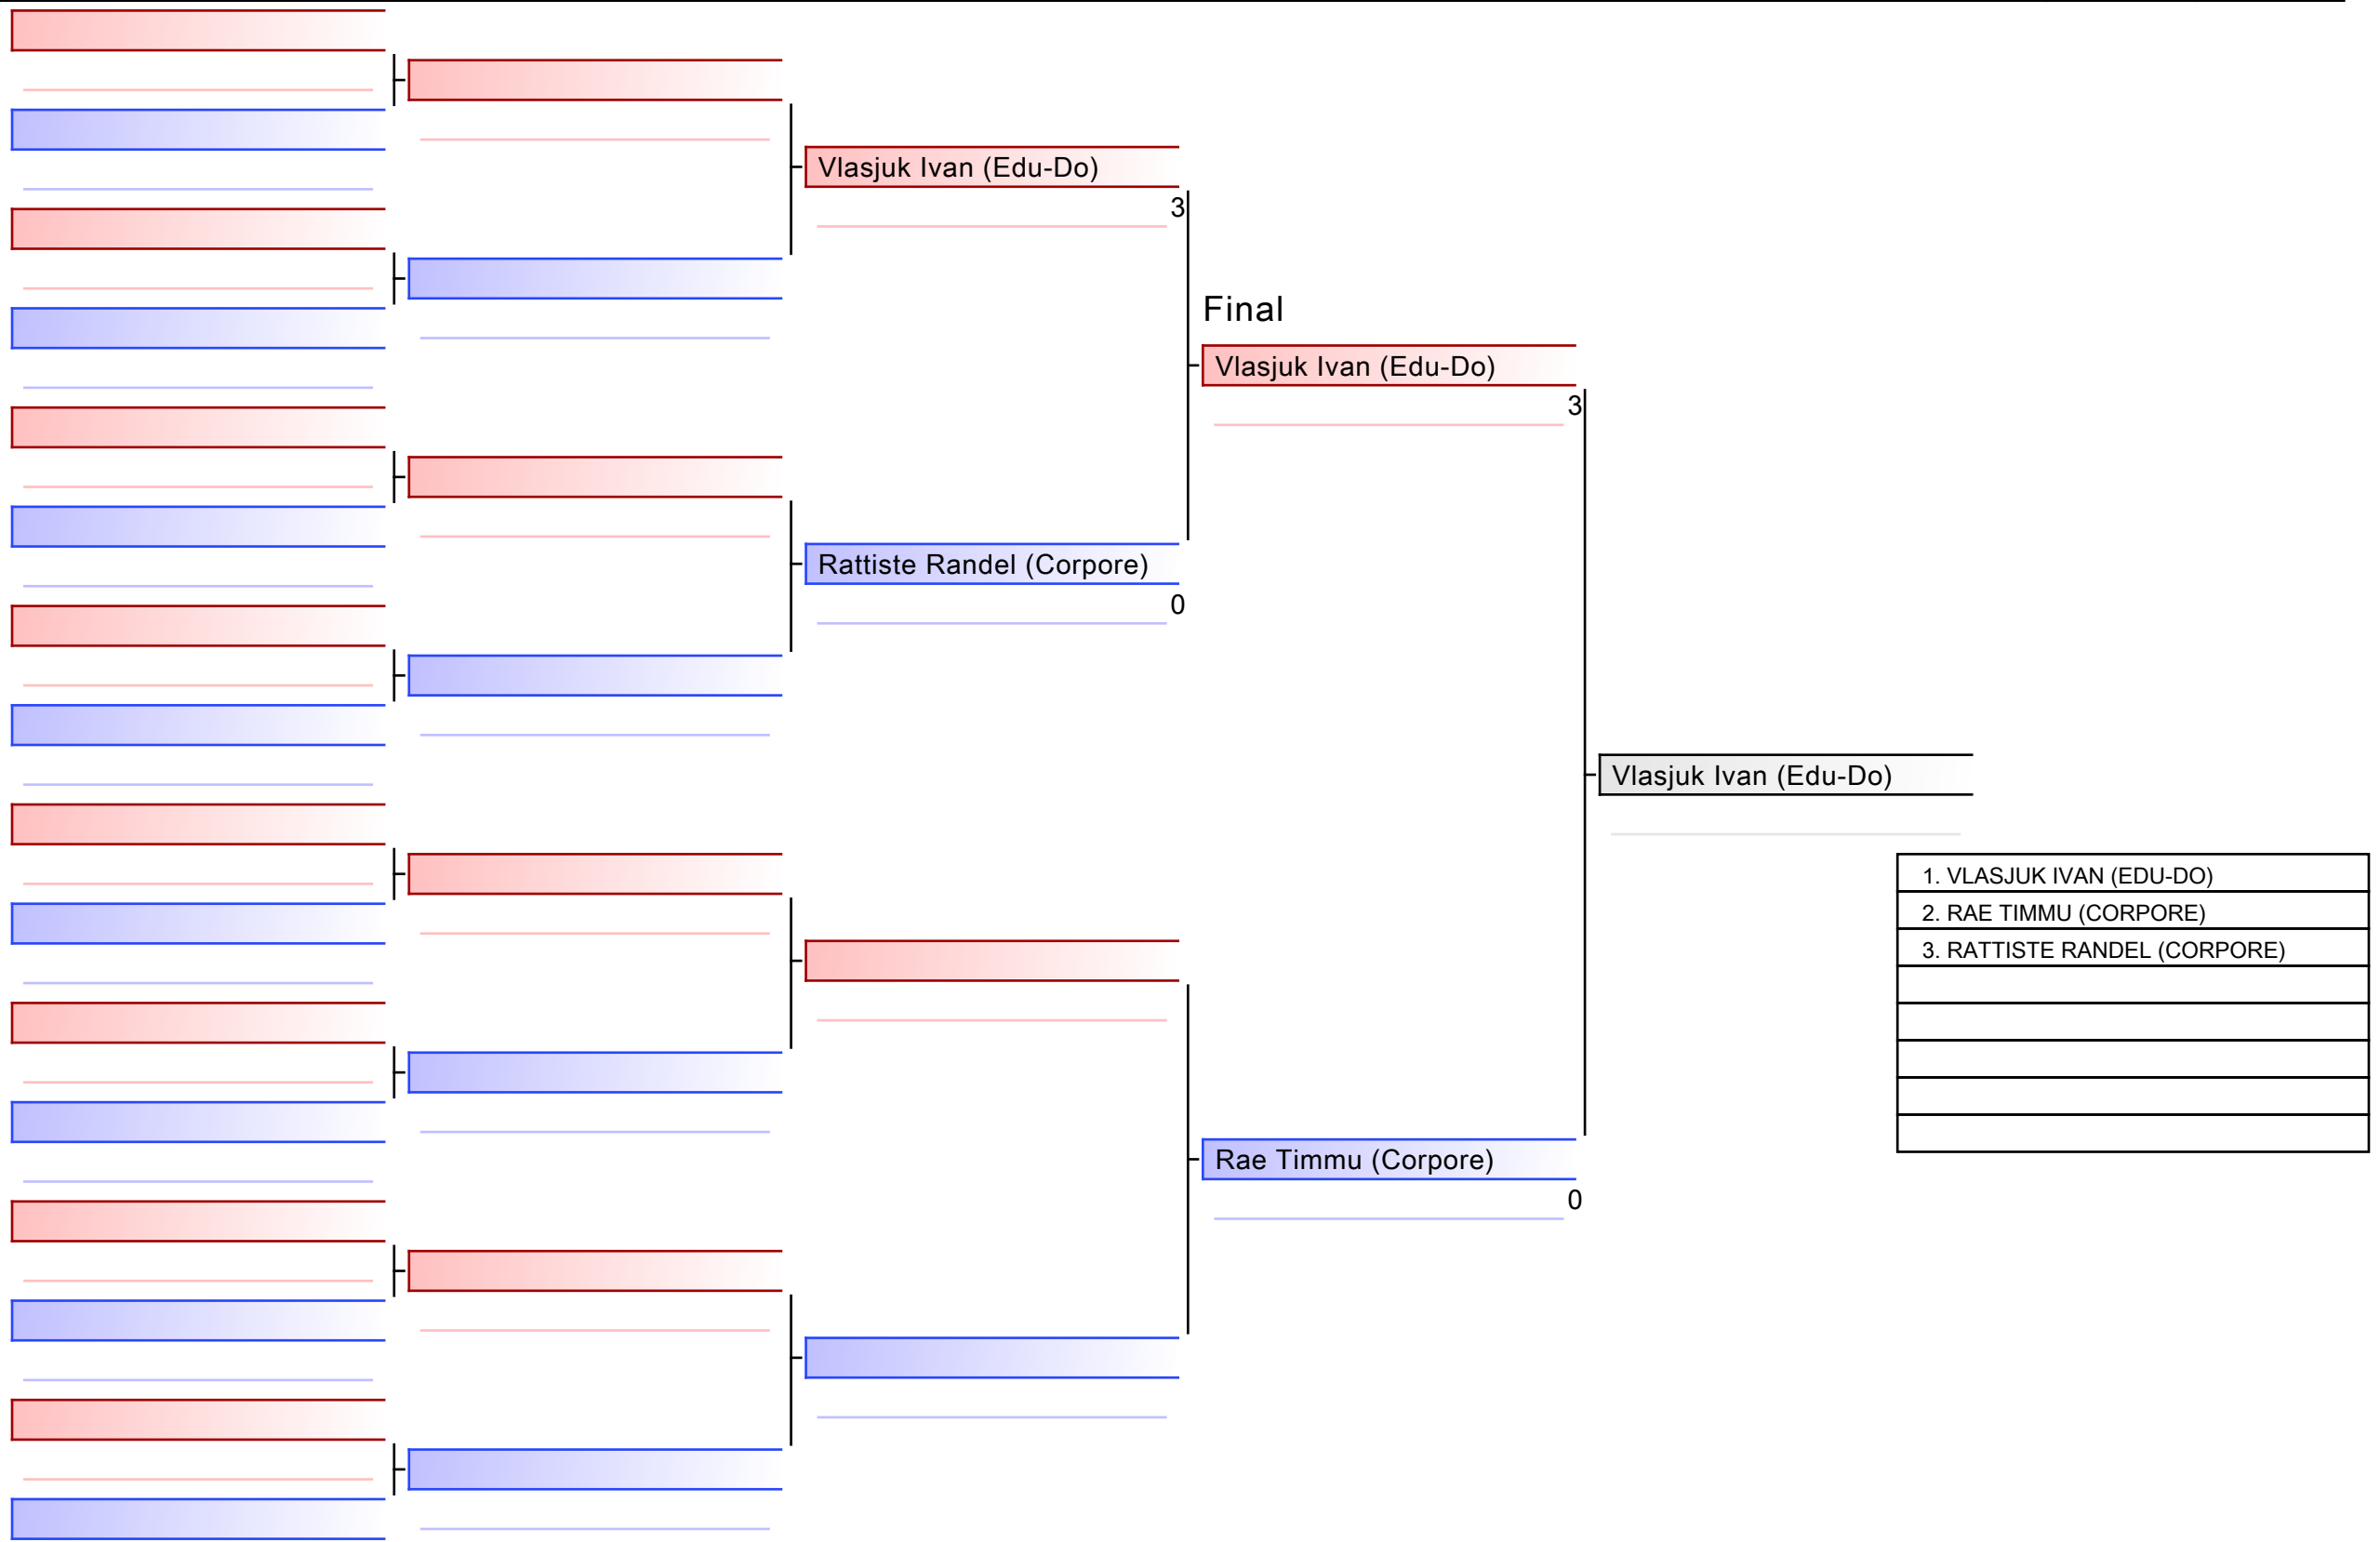 Vlasjuk Ivan (Edu-Do)
3
Final
Vlasjuk Ivan (Edu-Do)
3
Rattiste Randel (Corpore)
0
Vlasjuk Ivan (Edu-Do)
1. VLASJUK IVAN (EDU-DO)
2. RAE TIMMU (CORPORE)
3. RATTISTE RANDEL (CORPORE)
Rae Timmu (Corpore)
0